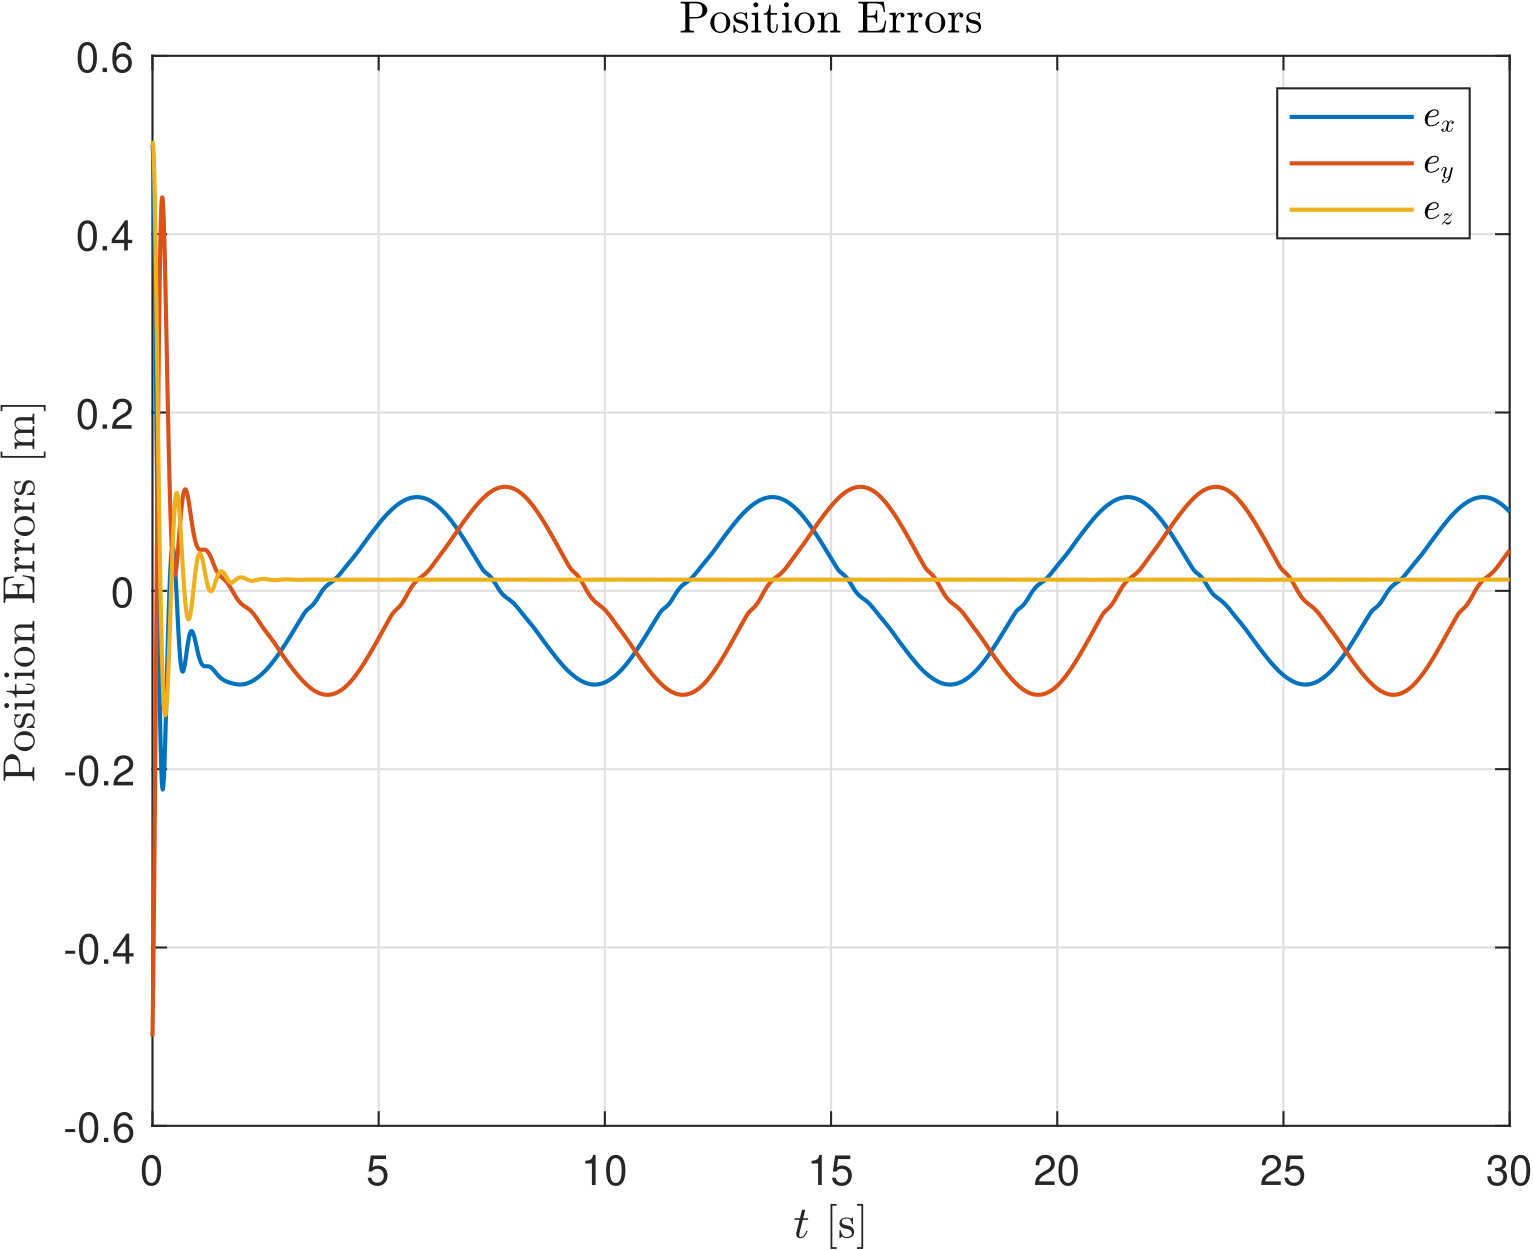 Position Errors
0.6
0.4
0.2
0
-0.2
-0.4
-0.6
Position Errors [m]
e_x
e_y
e_z
0 5 10 15 20 25 30
t [s]